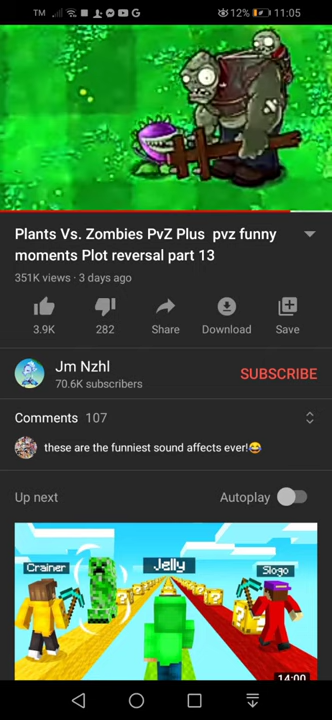 TM 12% 11:05
Plants Vs. Zombies PvZ Plus pvz funny
moments Plot reversal part 13
351K views · 3 days ago
3.9K 282 Share Download Save
Jm Nzhl
70.6K subscribers
SUBSCRIBE
Comments 107
these are the funniest sound affects ever!😂
Up next Autoplay
Crainer Jelly Slogo
14:00